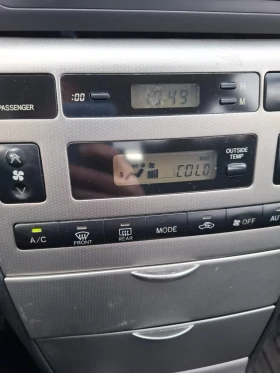 :00
10:49
H
PASSENGER
M
COLD
OUTSIDE
TEMP
A/C
FRONT
REAR
MODE
OFF
AU